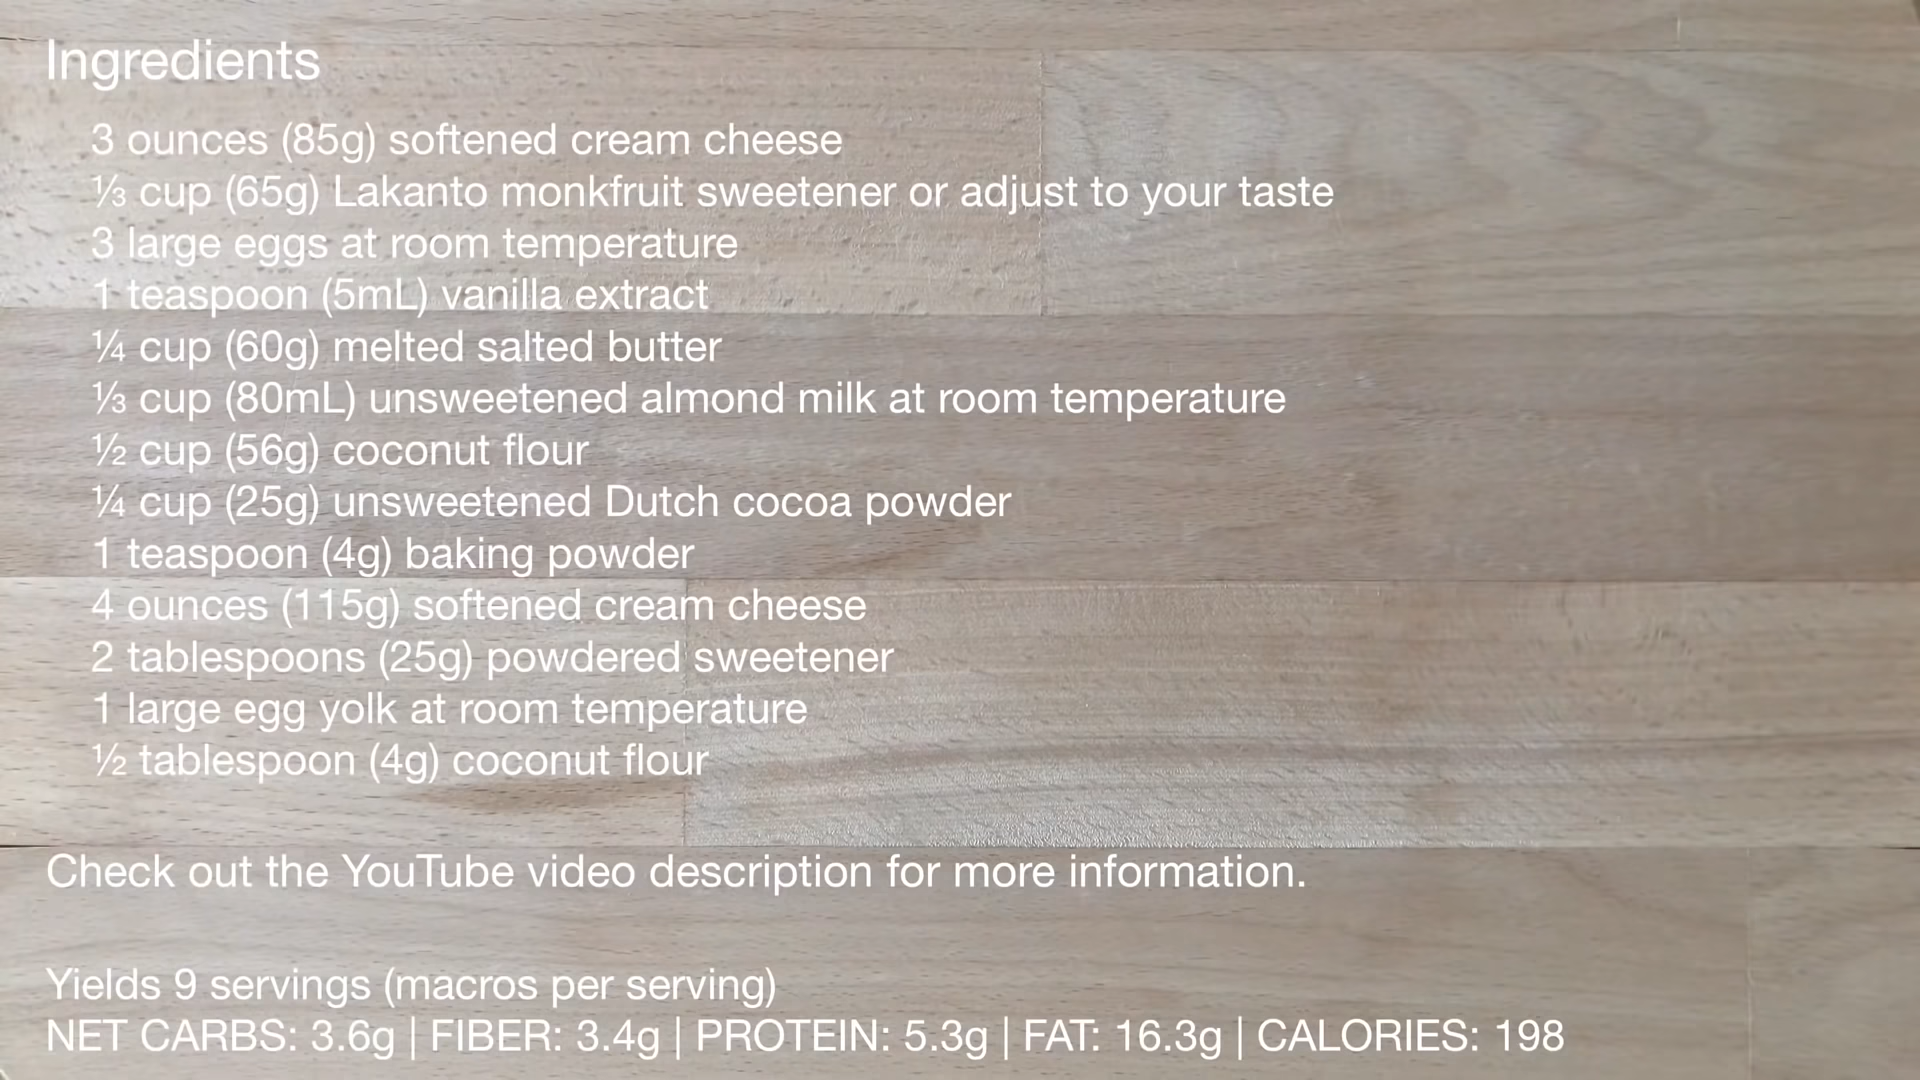 Ingredients
3 ounces (85g) softened cream cheese
⅓ cup (65g) Lakanto monkfruit sweetener or adjust to your taste
3 large eggs at room temperature
1 teaspoon (5mL) vanilla extract
¼ cup (60g) melted salted butter
⅓ cup (80mL) unsweetened almond milk at room temperature
½ cup (56g) coconut flour
¼ cup (25g) unsweetened Dutch cocoa powder
1 teaspoon (4g) baking powder
4 ounces (115g) softened cream cheese
2 tablespoons (25g) powdered sweetener
1 large egg yolk at room temperature
½ tablespoon (4g) coconut flour
Check out the YouTube video description for more information.
Yields 9 servings (macros per serving)
NET CARBS: 3.6g | FIBER: 3.4g | PROTEIN: 5.3g | FAT: 16.3g | CALORIES: 198